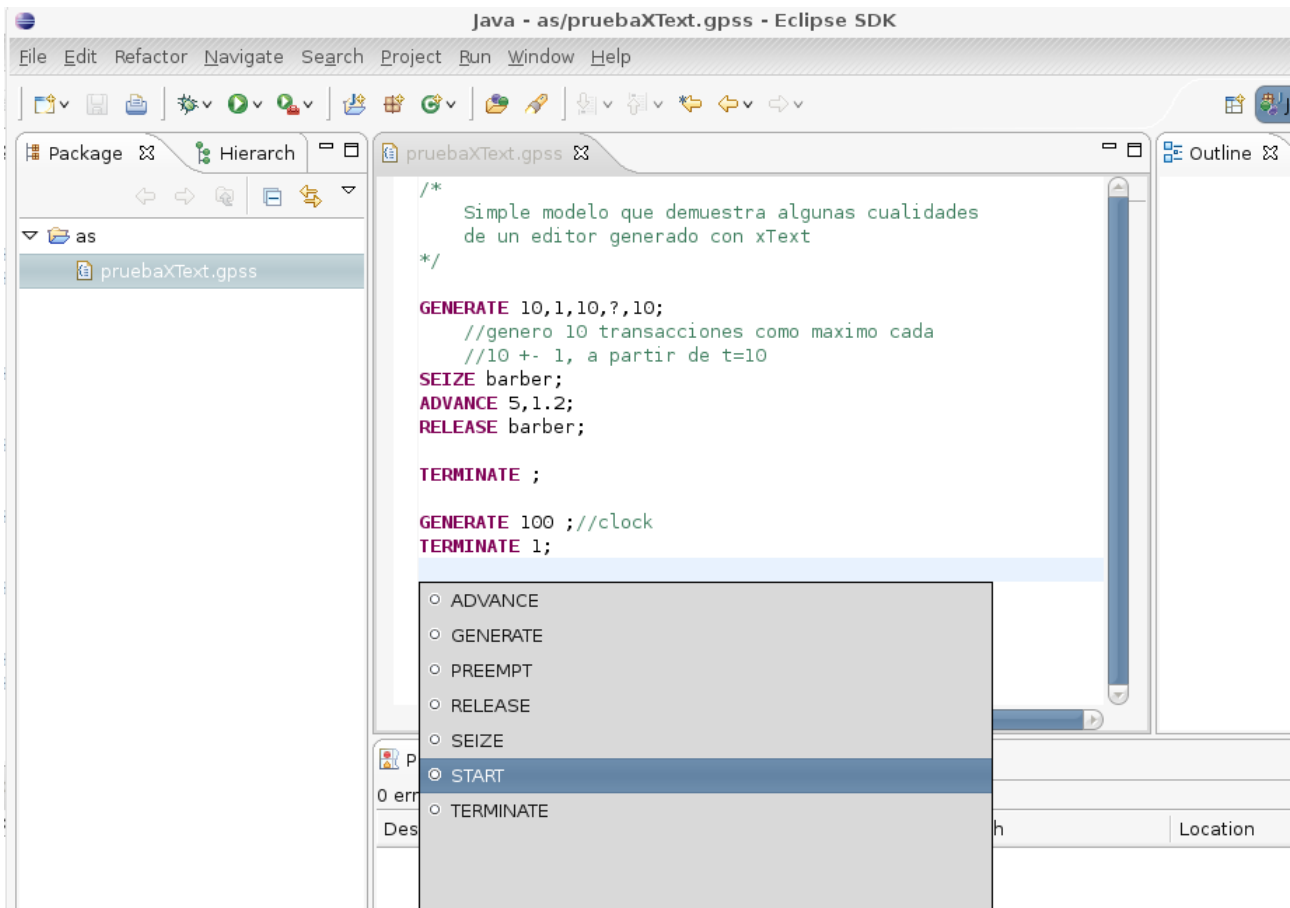 Java - as/pruebaXText.gpss - Eclipse SDK
File Edit Refactor Navigate Search Project Run Window Help
Package Hierarch
as
pruebaXText.gpss
pruebaXText.gpss
/*
Simple modelo que demuestra algunas cualidades
de un editor generado con xText
*/
GENERATE 10,1,10,?,10;
//genero 10 transacciones como maximo cada
//10 +- 1, a partir de t=10
SEIZE barber;
ADVANCE 5,1.2;
RELEASE barber;
TERMINATE ;
GENERATE 100 ;//clock
TERMINATE 1;
ADVANCE
GENERATE
PREEMPT
RELEASE
SEIZE
START
TERMINATE
P
0 err
Des h Location
Outline
J